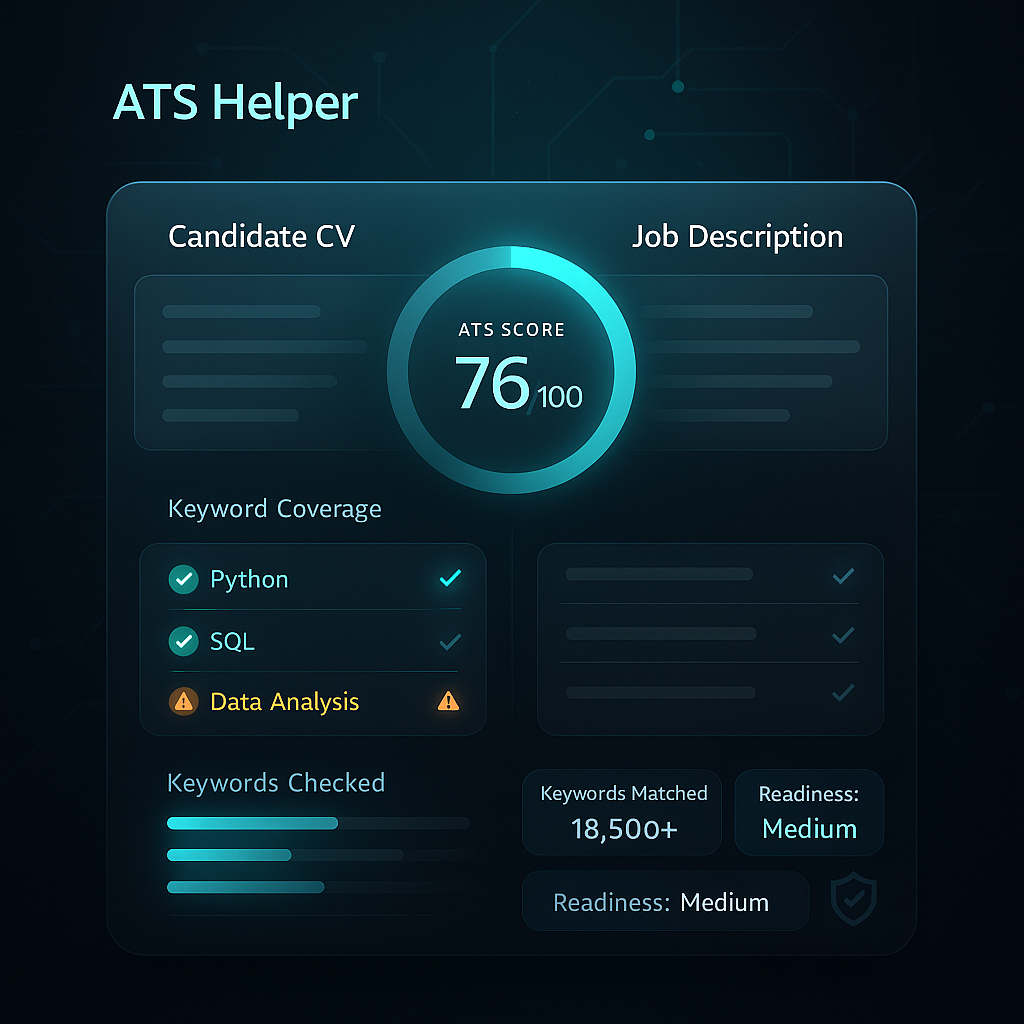 ATS Helper
Candidate CV
Job Description
ATS SCORE
76/100
Keyword Coverage
Python
SQL
Data Analysis
Keywords Checked
Keywords Matched
18,500+
Readiness:
Medium
Readiness: Medium